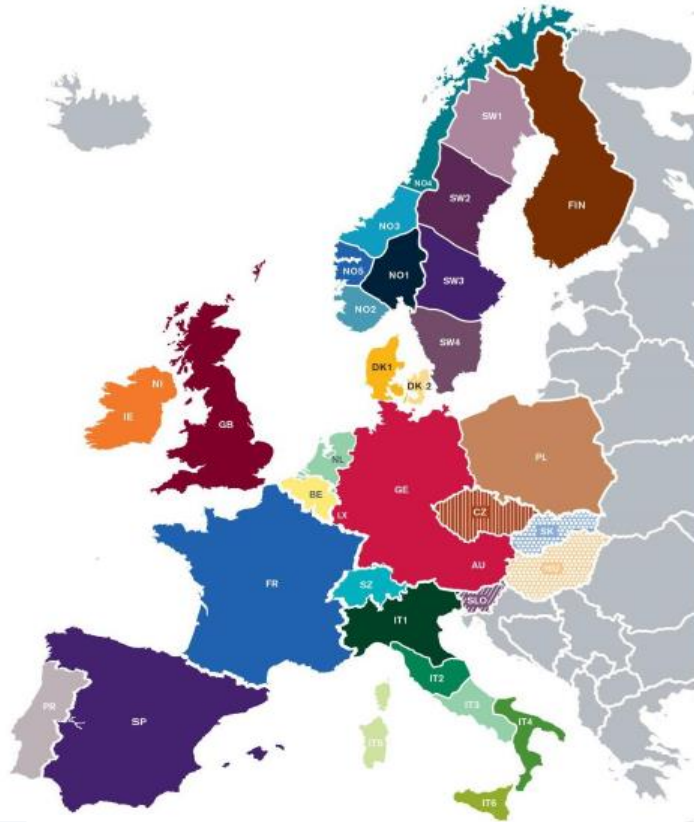 SW1
NO4
SW2
FIN
NO3
NO5
NO1
SW3
NO2
SW4
DK1
DK 2
NI
IE
GB
NL
PL
BE
GE
LX
CZ
SK
AU
FR
SZ
SLO
IT1
IT2
IT3
PR
SP
IT4
IT5
IT6